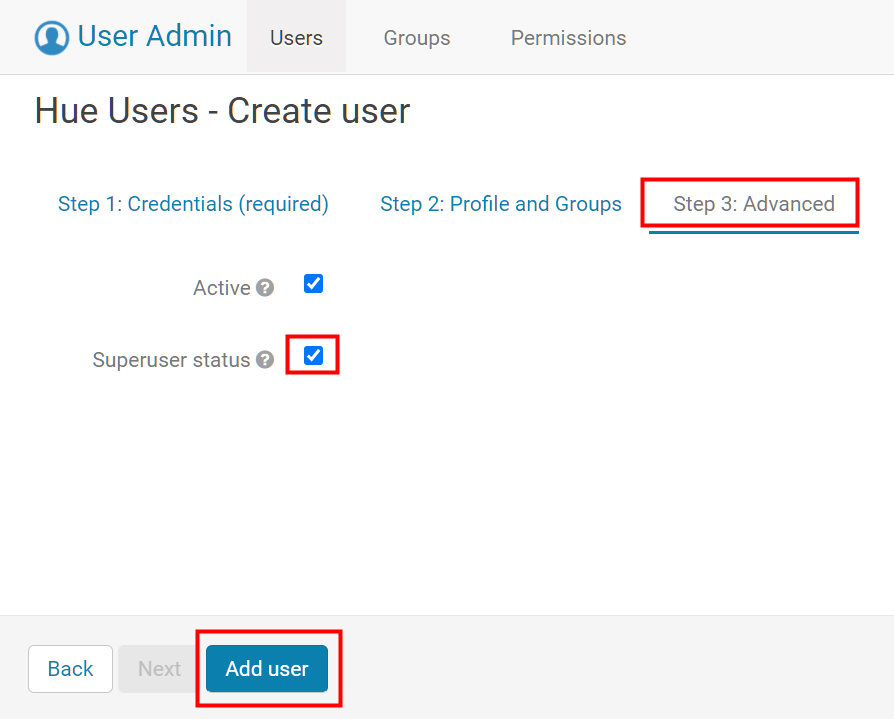 User Admin Users Groups Permissions
Hue Users - Create user
Step 1: Credentials (required) Step 2: Profile and Groups Step 3: Advanced
Active ?
Superuser status ?
Back Next Add user